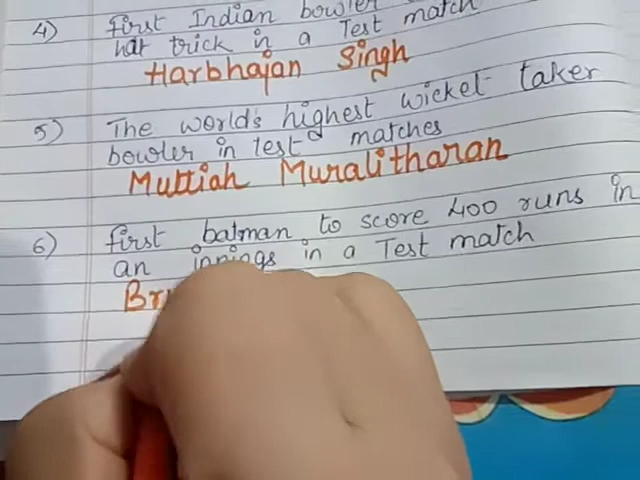 4) first Indian bowler
hat trick in a Test match
Harbhajan Singh
5) The world's highest wicket taker
bowler in test matches
Muttiah Muralitharan
6) first batman to score 400 runs in
an innings in a Test match
Br